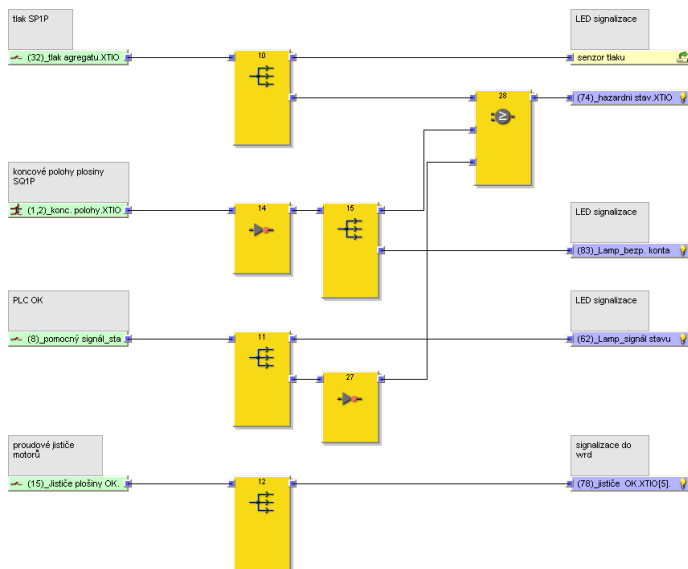 tlak SP1P
LED signalizace
(32)_tlak agregatu.XTIO
10
senzor tlaku
28
(74)_hazardni stav.XTIO
koncové polohy plosiny
SQ1P
(1,2)_konc. polohy.XTIO
14
15
LED signalizace
(83)_Lamp_bezp. konta
PLC OK
LED signalizace
(8)_pomocný signál_sta
11
(62)_Lamp_signál stavu
27
proudové jističe
motorů
signalizace do
vvrd
(15)_Jističe plošiny OK.
12
(78)_jističe OK.XTIO[5].